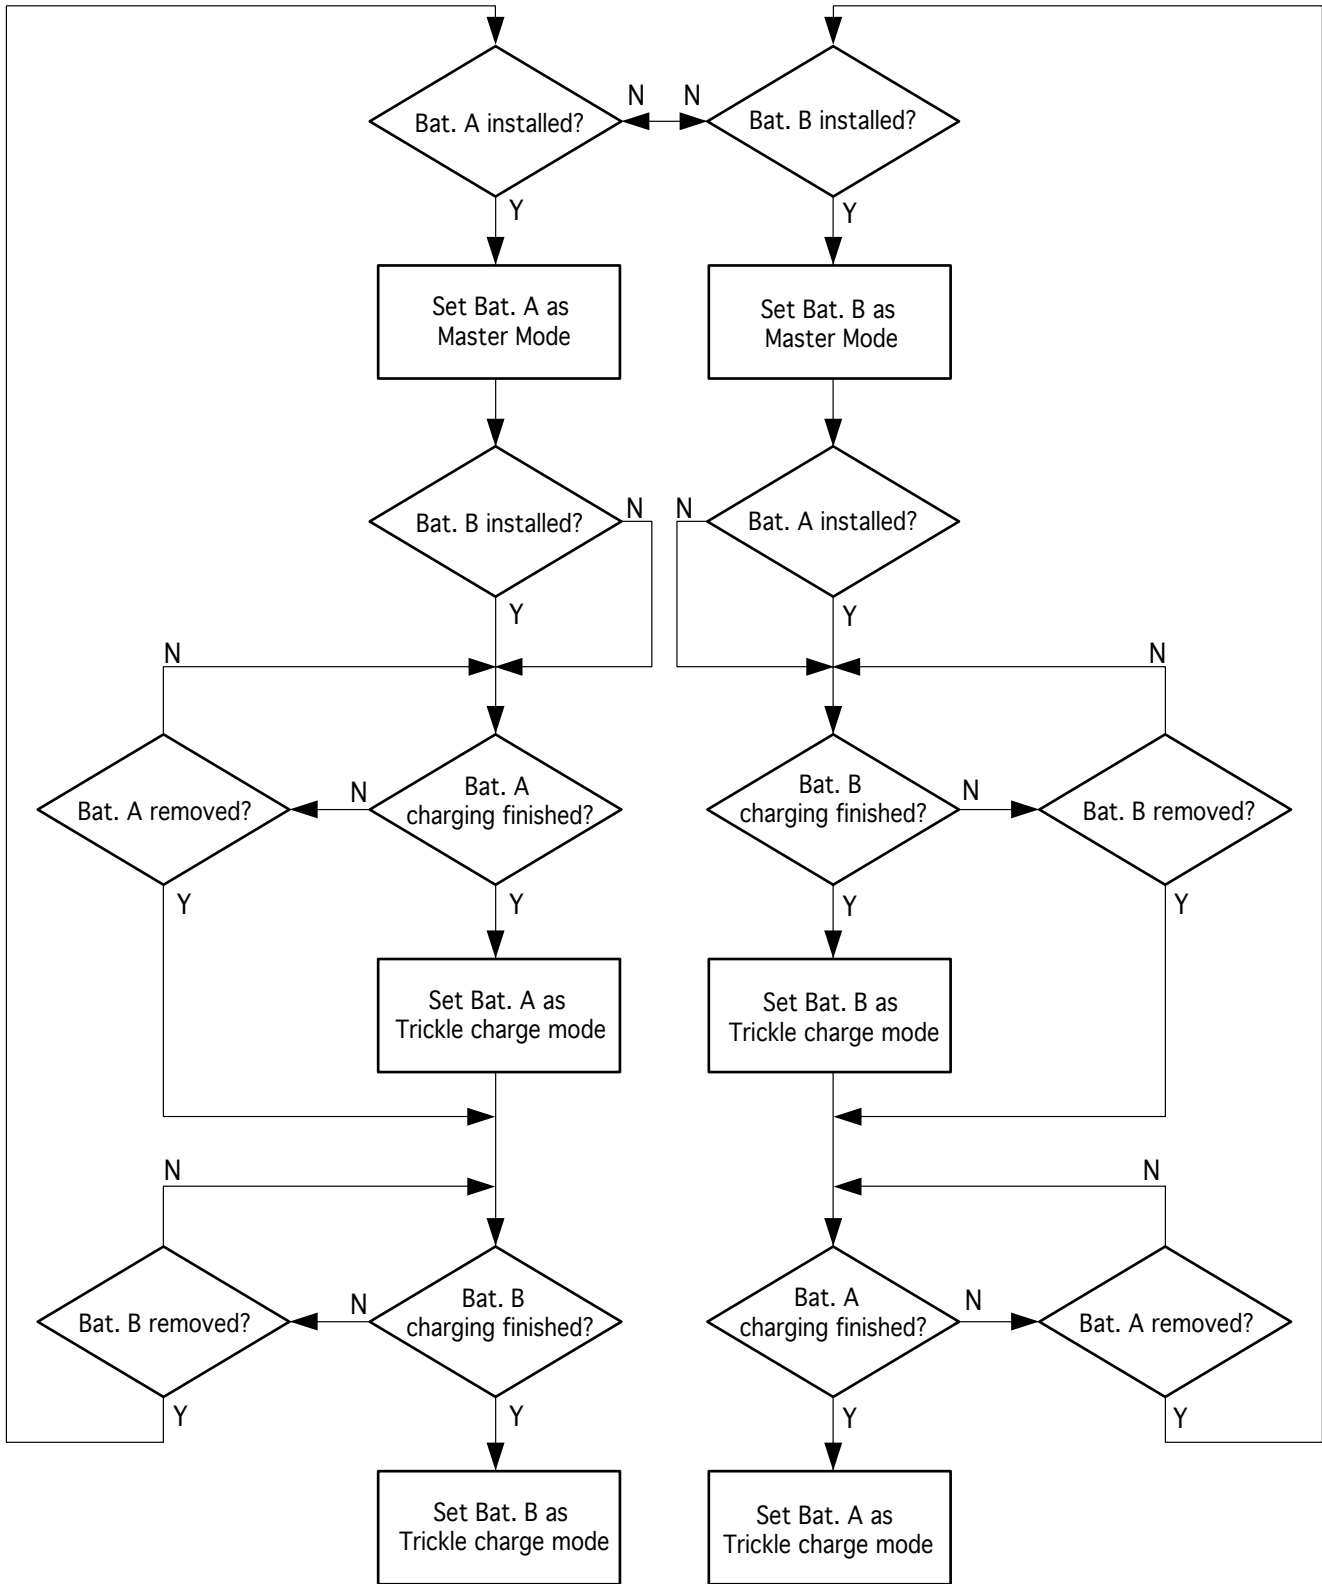 N N
Bat. A installed?
Bat. B installed?
Y
Y
Set Bat. A as
Master Mode
Set Bat. B as
Master Mode
Bat. B installed?
N
N
Bat. A installed?
Y
Y
N
N
Bat. A removed?
N
Bat. A
charging finished?
Bat. B
charging finished?
N
Bat. B removed?
Y
Y
Y
Y
Set Bat. A as
Trickle charge mode
Set Bat. B as
Trickle charge mode
N
N
Bat. B removed?
N
Bat. B
charging finished?
Bat. A
charging finished?
N
Bat. A removed?
Y
Y
Y
Y
Set Bat. B as
Trickle charge mode
Set Bat. A as
Trickle charge mode